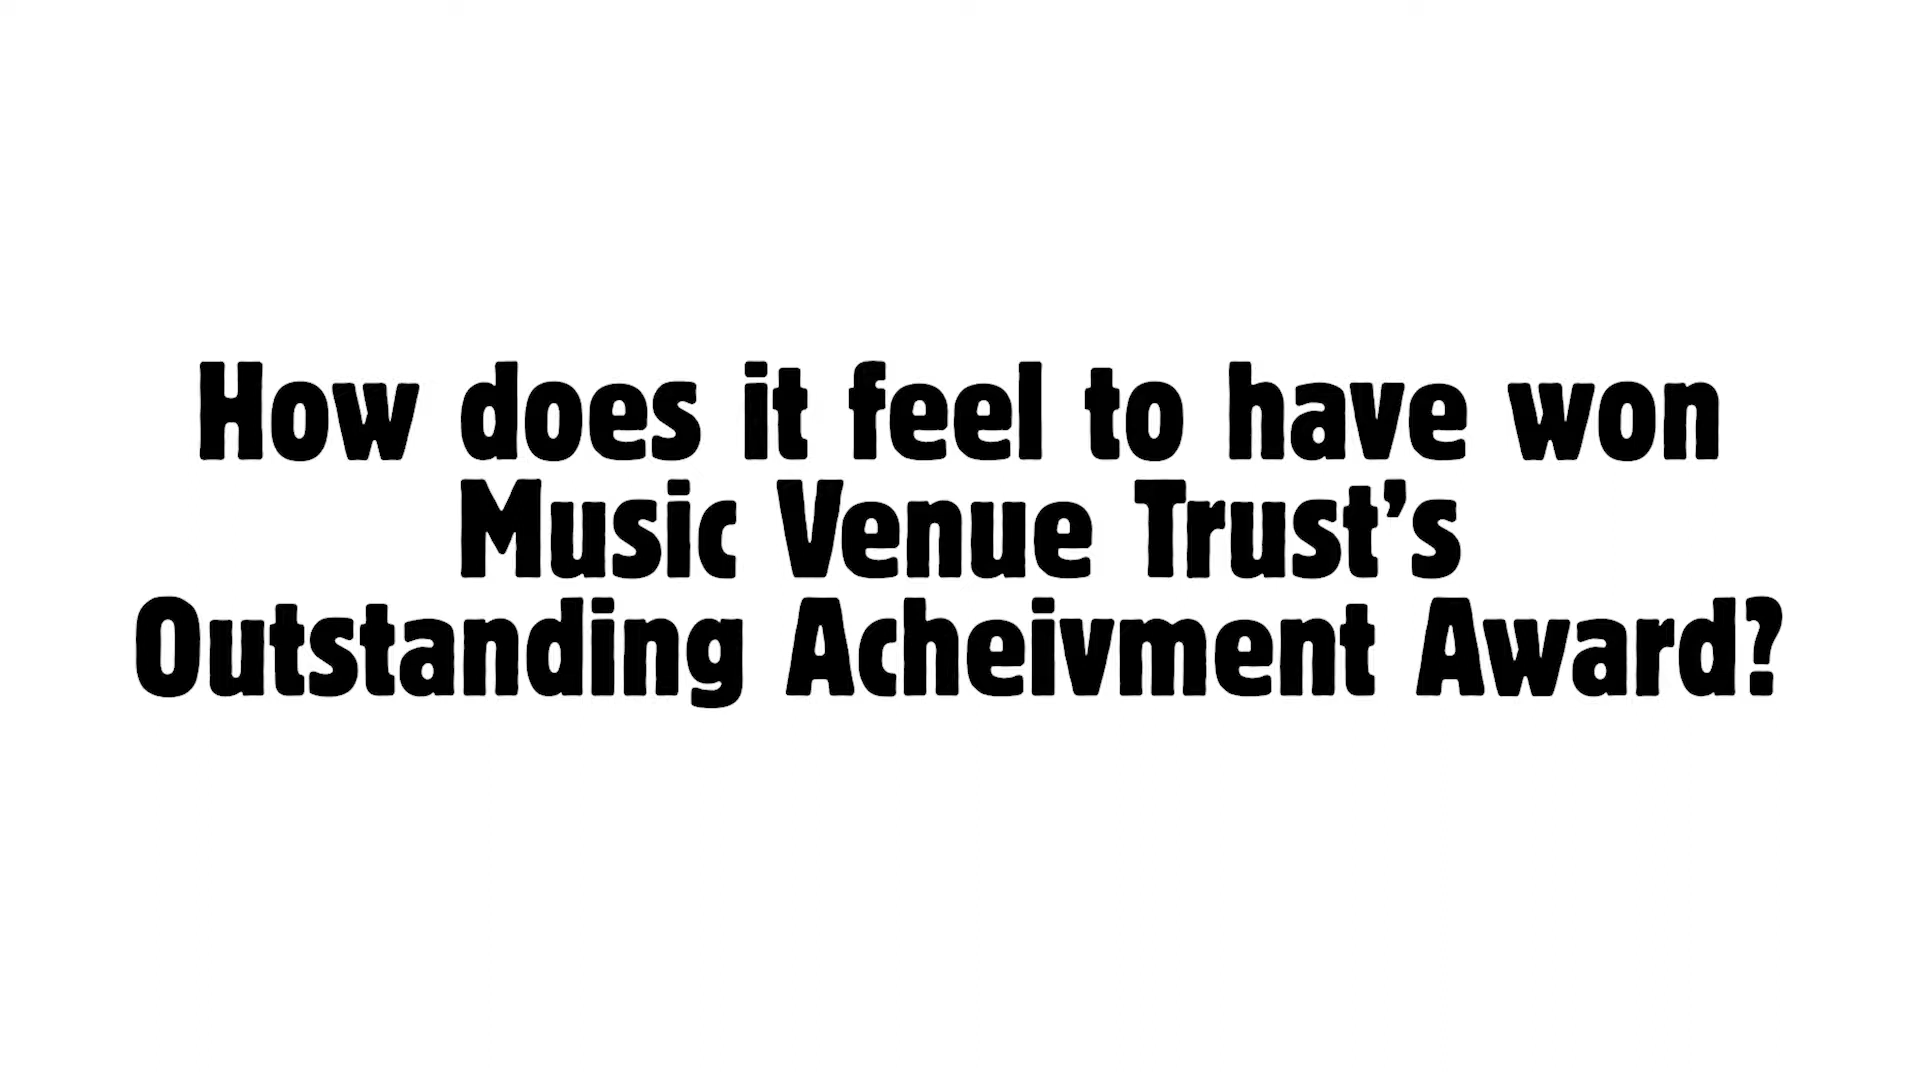 How does it feel to have won
Music Venue Trust’s
Outstanding Acheivment Award?